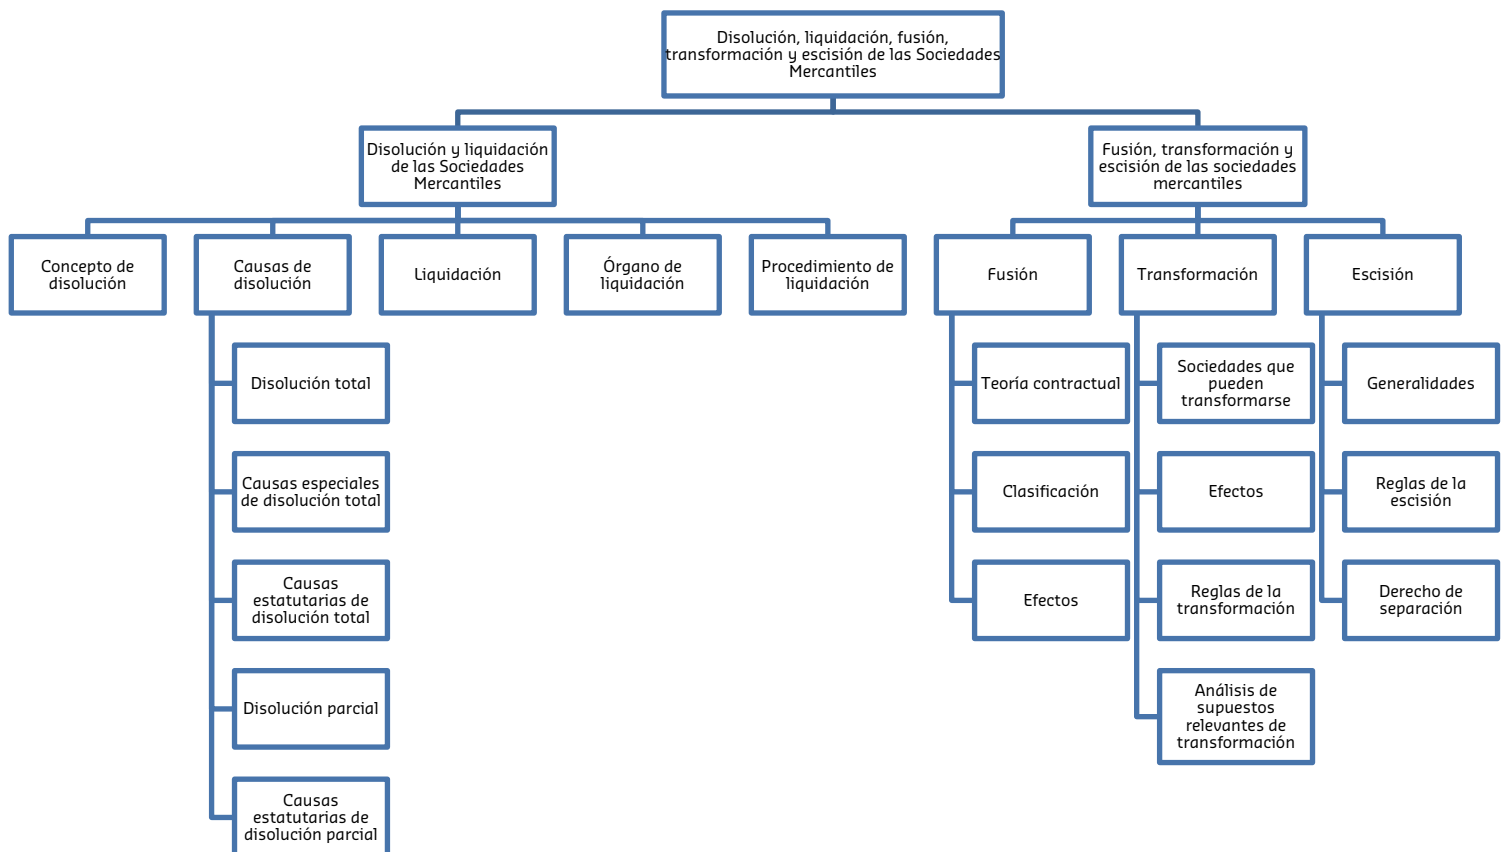 Disolución, liquidación, fusión,
transformación y escisión de las Sociedades
Mercantiles
Disolución y liquidación
de las Sociedades
Mercantiles
Fusión, transformación y
escisión de las sociedades
mercantiles
Concepto de
disolución
Causas de
disolución
Liquidación
Órgano de
liquidación
Procedimiento de
liquidación
Fusión
Transformación
Escisión
Disolución total
Causas especiales
de disolución total
Causas
estatutarias de
disolución total
Disolución parcial
Causas
estatutarias de
disolución parcial
Teoría contractual
Clasificación
Efectos
Sociedades que
pueden
transformarse
Efectos
Reglas de la
transformación
Análisis de
supuestos
relevantes de
transformación
Generalidades
Reglas de la
escisión
Derecho de
separación